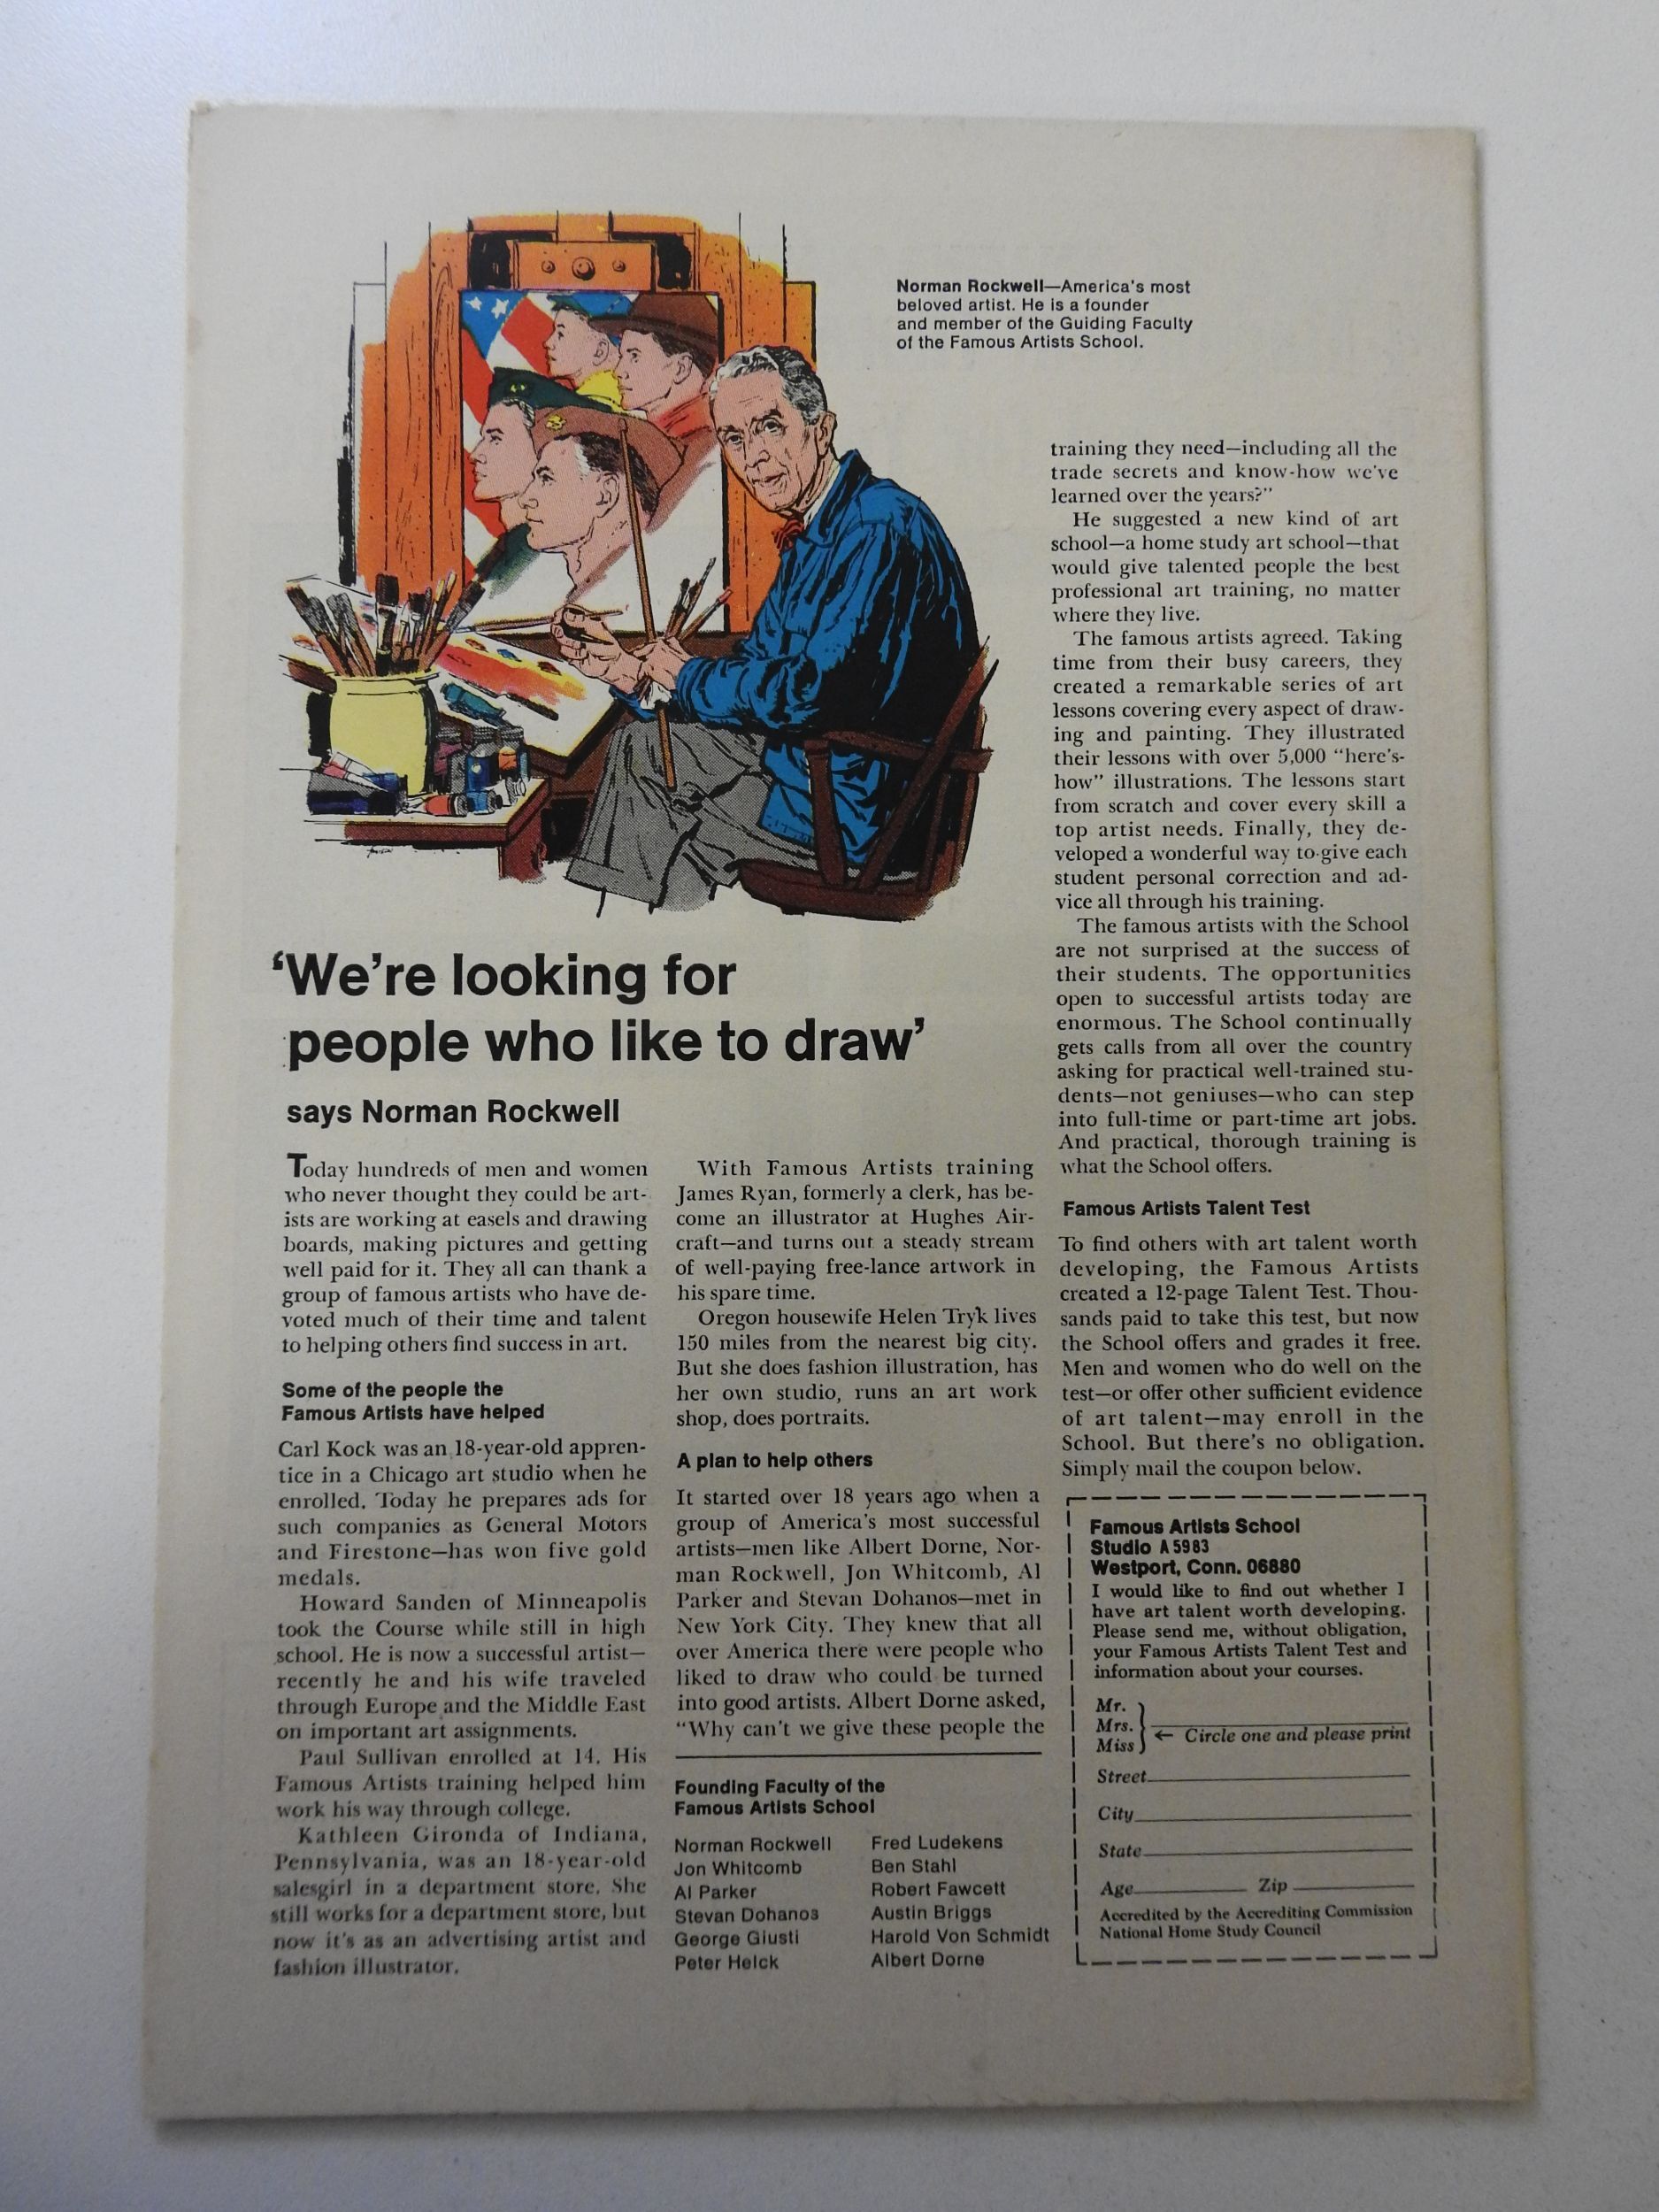 Norman Rockwell—America's most
beloved artist. He is a founder
and member of the Guiding Faculty
of the Famous Artists School.
'We're looking for
people who like to draw'
says Norman Rockwell
Today hundreds of men and women
who never thought they could be art-
ists are working at easels and drawing
boards, making pictures and getting
well paid for it. They all can thank a
group of famous artists who have de-
voted much of their time and talent
to helping others find success in art.
Some of the people the
Famous Artists have helped
Carl Kock was an 18-year-old appren-
tice in a Chicago art studio when he
enrolled. Today he prepares ads for
such companies as General Motors
and Firestone—has won five gold
medals.
Howard Sanden of Minneapolis
took the Course while still in high
school. He is now a successful artist—
recently he and his wife traveled
through Europe and the Middle East
on important art assignments.
Paul Sullivan enrolled at 14. His
Famous Artists training helped him
work his way through college.
Kathleen Gironda of Indiana,
Pennsylvania, was an 18-year-old
salesgirl in a department store. She
still works for a department store, but
now it's as an advertising artist and
fashion illustrator.
With Famous Artists training
James Ryan, formerly a clerk, has be-
come an illustrator at Hughes Air-
craft—and turns out a steady stream
of well-paying free-lance artwork in
his spare time.
Oregon housewife Helen Tryk lives
150 miles from the nearest big city.
But she does fashion illustration, has
her own studio, runs an art work
shop, does portraits.
A plan to help others
It started over 18 years ago when a
group of America's most successful
artists—men like Albert Dorne, Nor-
man Rockwell, Jon Whitcomb, Al
Parker and Stevan Dohanos—met in
New York City. They knew that all
over America there were people who
liked to draw who could be turned
into good artists. Albert Dorne asked,
"Why can't we give these people the
training they need—including all the
trade secrets and know-how we've
learned over the years?"
He suggested a new kind of art
school—a home study art school—that
would give talented people the best
professional art training, no matter
where they live.
The famous artists agreed. Taking
time from their busy careers, they
created a remarkable series of art
lessons covering every aspect of draw-
ing and painting. They illustrated
their lessons with over 5,000 "here's-
how" illustrations. The lessons start
from scratch and cover every skill a
top artist needs. Finally, they de-
veloped a wonderful way to give each
student personal correction and ad-
vice all through his training.
The famous artists with the School
are not surprised at the success of
their students. The opportunities
open to successful artists today are
enormous. The School continually
gets calls from all over the country
asking for practical well-trained stu-
dents—not geniuses—who can step
into full-time or part-time art jobs.
And practical, thorough training is
what the School offers.
Famous Artists Talent Test
To find others with art talent worth
developing, the Famous Artists
created a 12-page Talent Test. Thou-
sands paid to take this test, but now
the School offers and grades it free.
Men and women who do well on the
test—or offer other sufficient evidence
of art talent—may enroll in the
School. But there's no obligation.
Simply mail the coupon below.
Founding Faculty of the
Famous Artists School
Norman Rockwell
Jon Whitcomb
Al Parker
Stevan Dohanos
George Giusti
Peter Helck
Fred Ludekens
Ben Stahl
Robert Fawcett
Austin Briggs
Harold Von Schmidt
Albert Dorne
Famous Artists School
Studio A5983
Westport, Conn. 06880
I would like to find out whether I
have art talent worth developing.
Please send me, without obligation,
your Famous Artists Talent Test and
information about your courses.
Mr.
Mrs.
Miss
← Circle one and please print
Street
City
State
Age Zip
Accredited by the Accrediting Commission
National Home Study Council